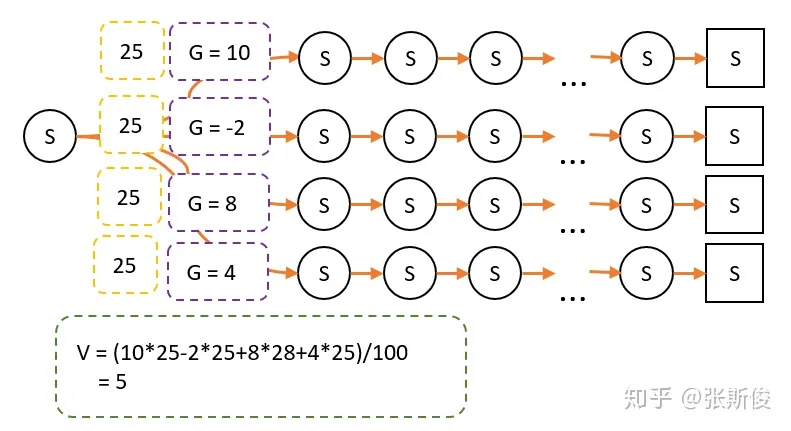 25 G = 10 S S S ... S S
S 25 G = -2 S S S ... S S
25 G = 8 S S S ... S S
25 G = 4 S S S ... S S
V = (10*25-2*25+8*28+4*25)/100
= 5
知乎 @张斯俊